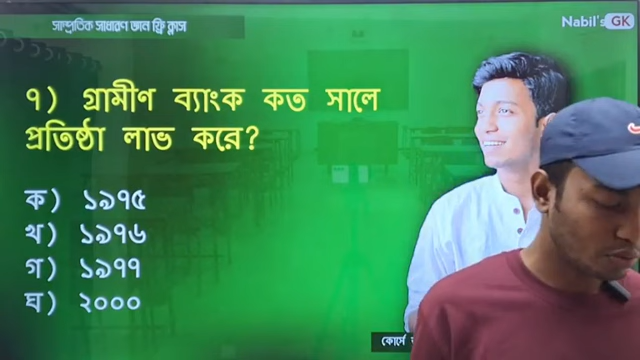 সাম্প্রতিক সাধারণ জ্ঞান ফ্রি ক্লাস
Nabil's GK
৭) গ্রামীণ ব্যাংক কত সালে
প্রতিষ্ঠা লাভ করে?
ক) ১৯৭৫
খ) ১৯৭৬
গ) ১৯৭৭
ঘ) ২০০০
কোর্সে